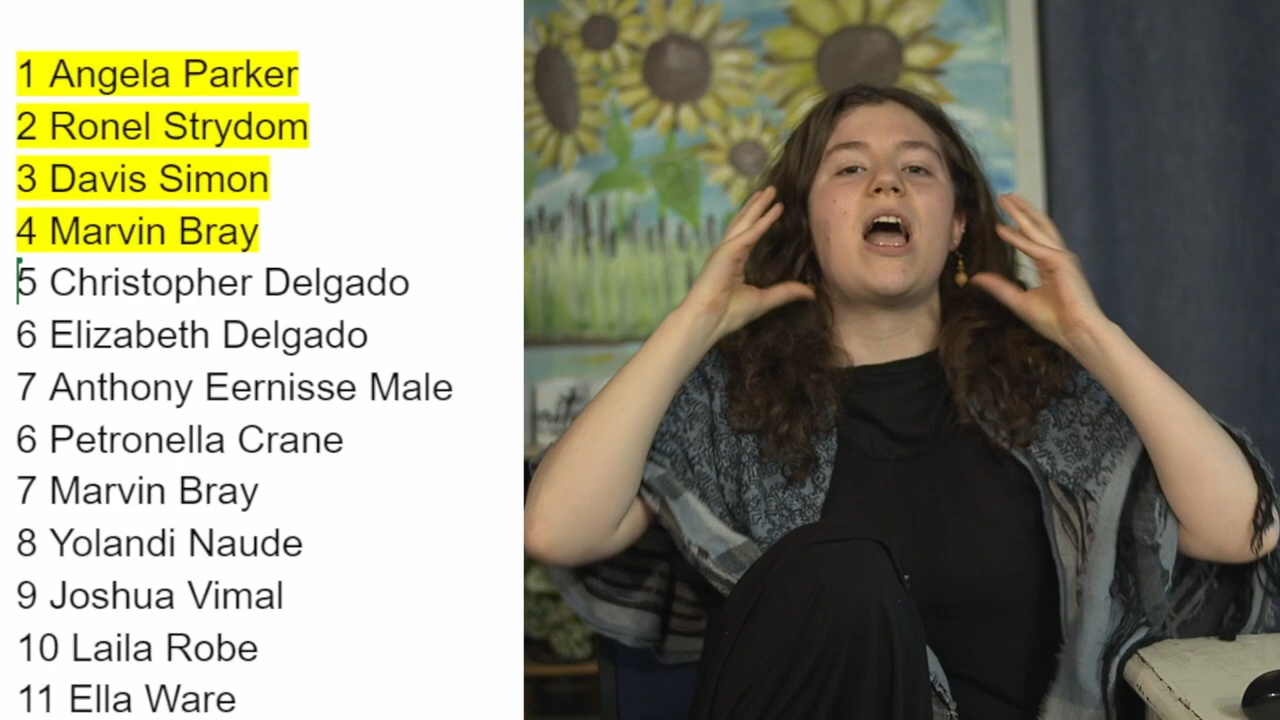 1 Angela Parker
2 Ronel Strydom
3 Davis Simon
4 Marvin Bray
5 Christopher Delgado
6 Elizabeth Delgado
7 Anthony Eernisse Male
6 Petronella Crane
7 Marvin Bray
8 Yolandi Naude
9 Joshua Vimal
10 Laila Robe
11 Ella Ware